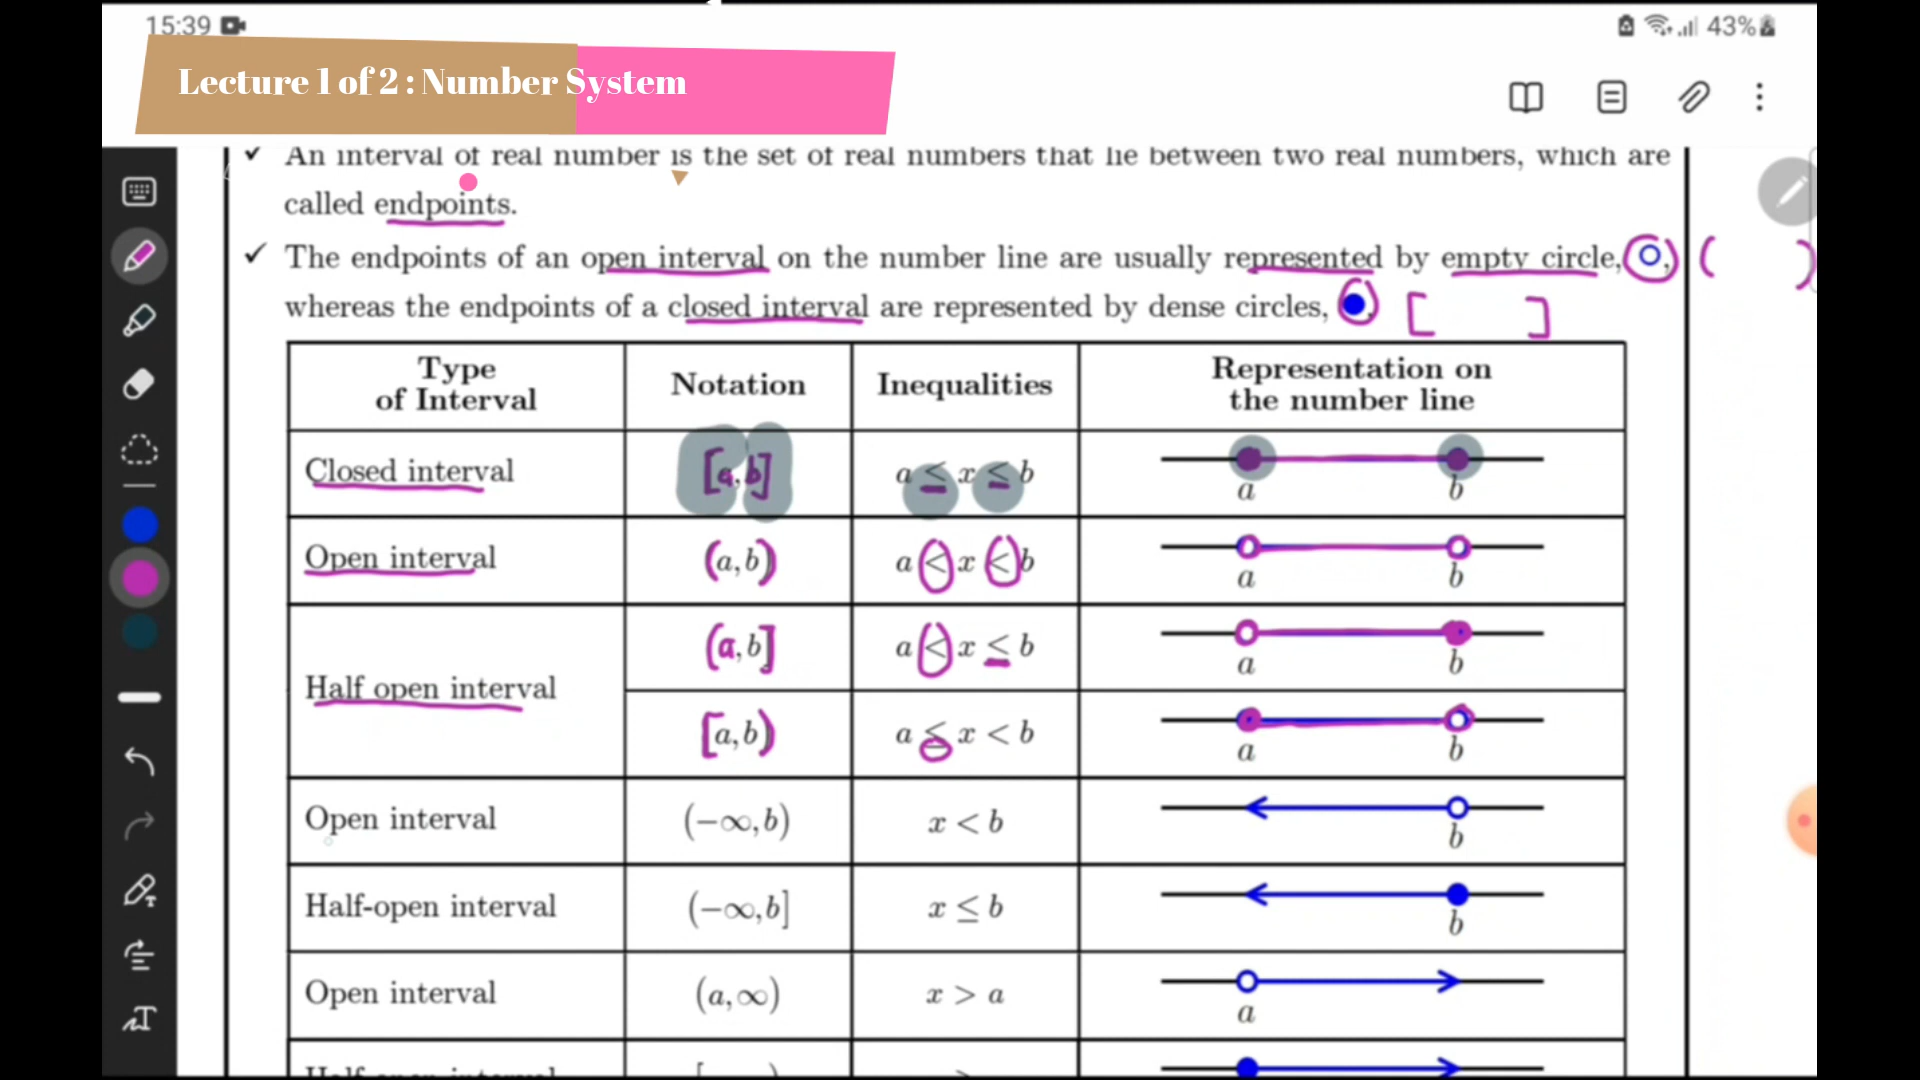 15:39
43%
Lecture 1 of 2 : Number System
✓ An interval of real number is the set of real numbers that lie between two real numbers, which are
called endpoints.
✓ The endpoints of an open interval on the number line are usually represented by empty circle, ( )
whereas the endpoints of a closed interval are represented by dense circles, [ ]
Type
of Interval
Notation
Inequalities
Representation on
the number line
Closed interval
[a, b]
a ≤ x ≤ b
a b
Open interval
(a, b)
a < x < b
a b
Half open interval
(a, b]
a < x ≤ b
a b
[a, b)
a ≤ x < b
a b
Open interval
(−∞, b)
x < b
b
Half-open interval
(−∞, b]
x ≤ b
b
Open interval
(a, ∞)
x > a
a
Half-open interval